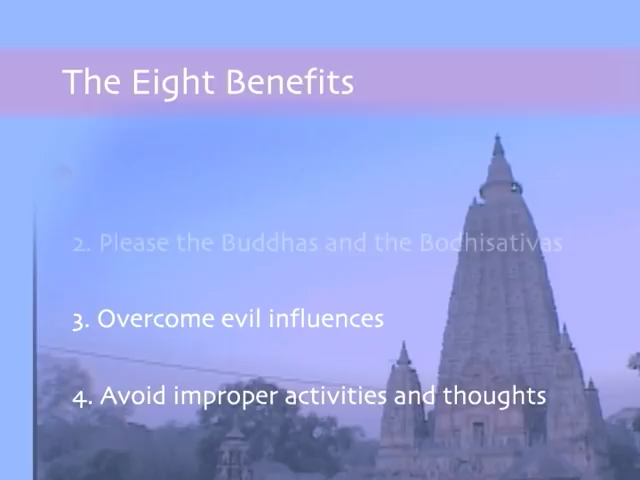 The Eight Benefits
2. Please the Buddhas and the Bodhisativas
3. Overcome evil influences
4. Avoid improper activities and thoughts